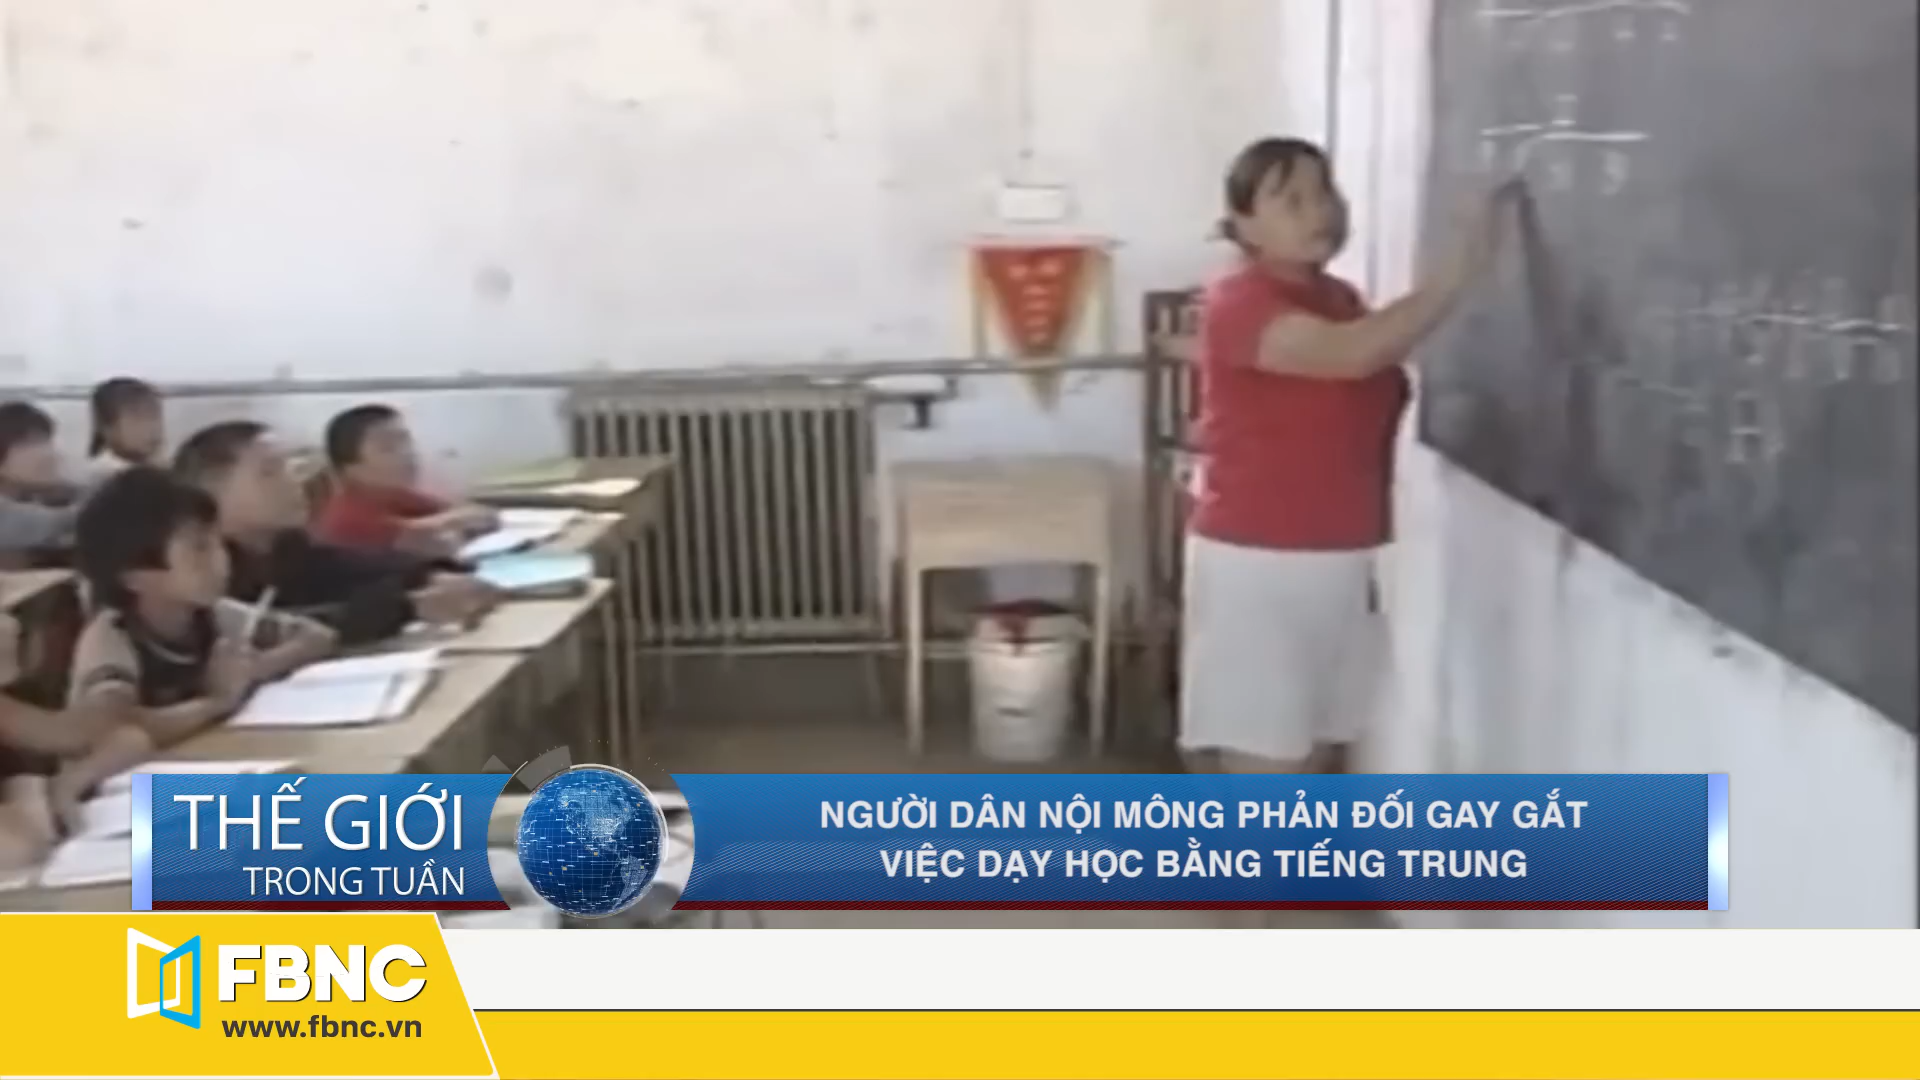 THẾ GIỚI
TRONG TUẦN
NGƯỜI DÂN NỘI MÔNG PHẢN ĐỐI GAY GẮT
VIỆC DẠY HỌC BẰNG TIẾNG TRUNG
FBNC
www.fbnc.vn